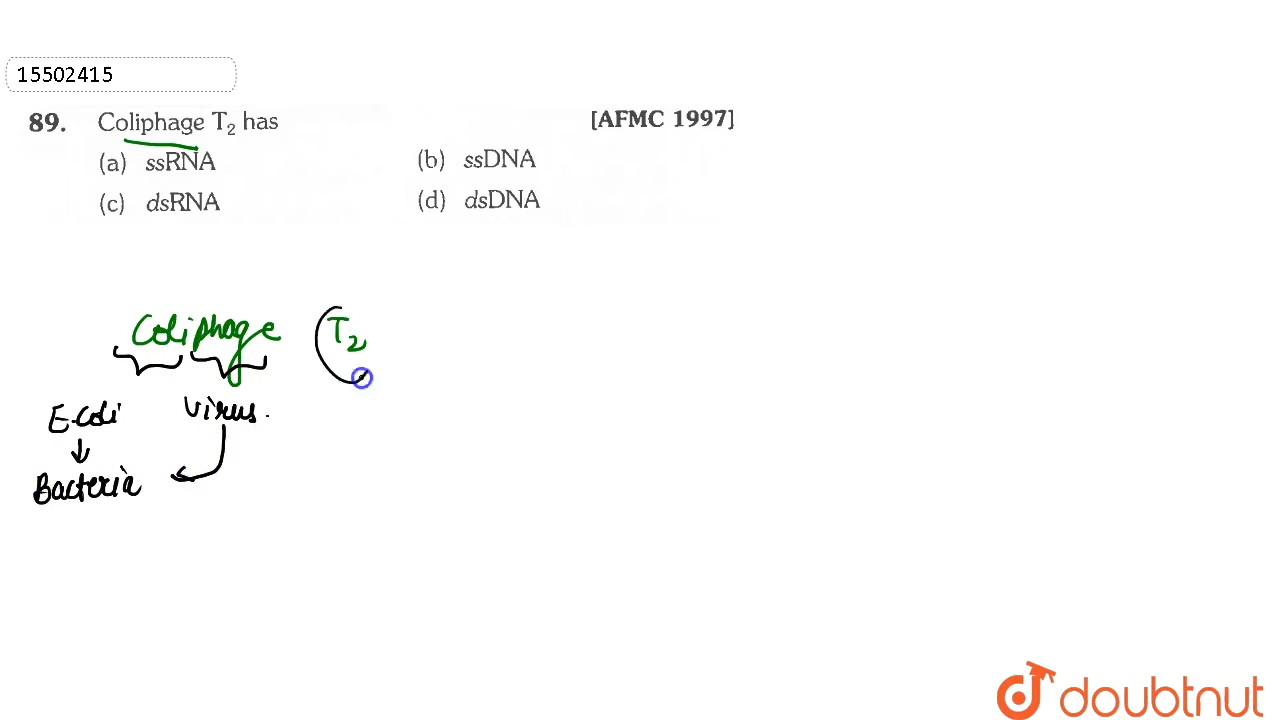 15502415
89. Coliphage T₂ has [AFMC 1997]
(a) ssRNA (b) ssDNA
(c) dsRNA (d) dsDNA
Coliphage T₂
E.coli virus.
Bacteria
doubtnut